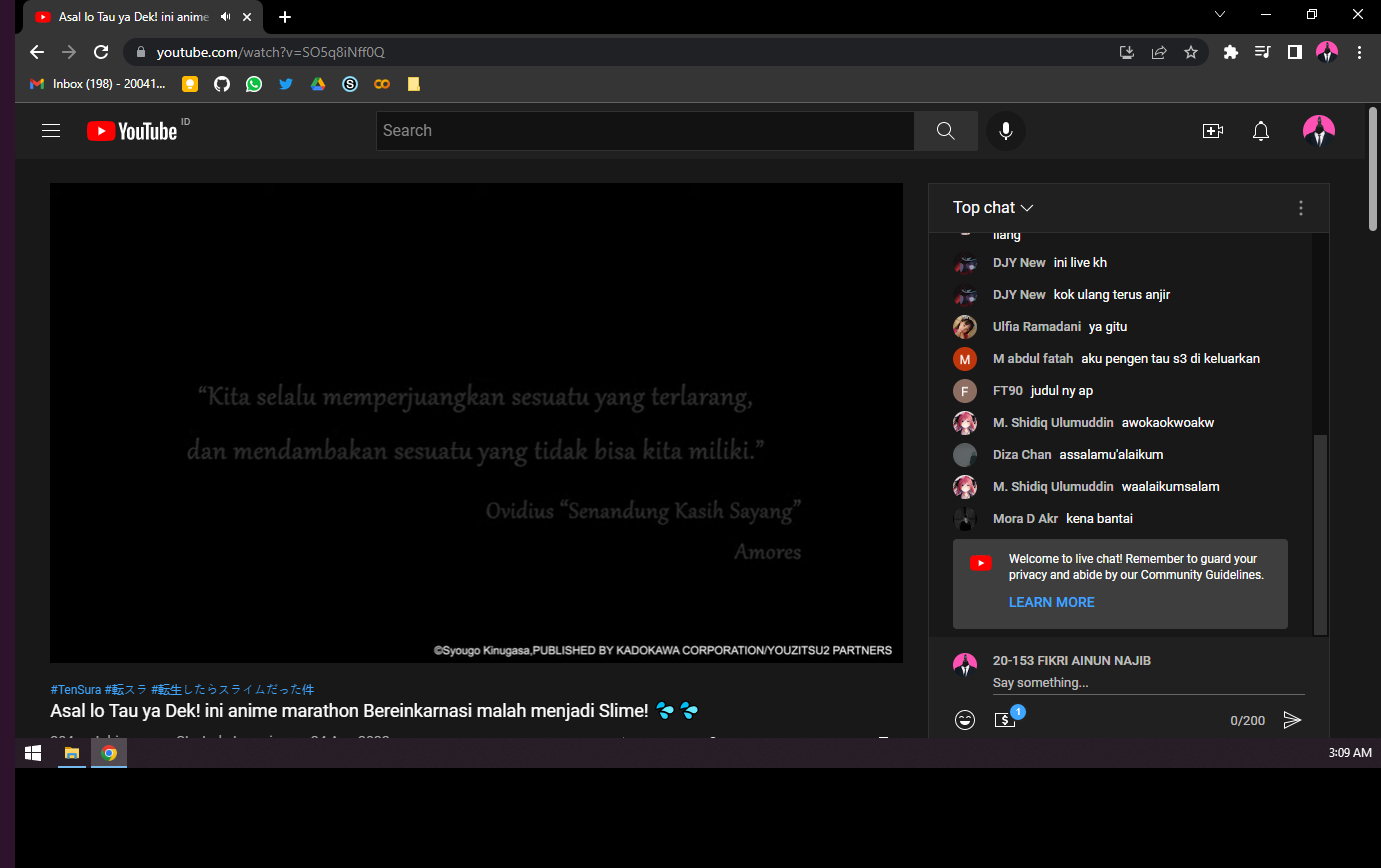 Asal lo Tau ya Dek! ini anime
youtube.com/watch?v=SO5q8iNff0Q
Inbox (198) - 20041...
YouTube ID
Search
Top chat
DJY New ini live kh
DJY New kok ulang terus anjir
Ulfia Ramadani ya gitu
M M abdul fatah aku pengen tau s3 di keluarkan
F FT90 judul ny ap
M. Shidiq Ulumuddin awokaokwoakw
Diza Chan assalamu'alaikum
M. Shidiq Ulumuddin waalaikumsalam
Mora D Akr kena bantai
Welcome to live chat! Remember to guard your
privacy and abide by our Community Guidelines.
LEARN MORE
20-153 FIKRI AINUN NAJIB
Say something...
1
0/200
“Kita selalu memperjuangkan sesuatu yang terlarang,
dan mendambakan sesuatu yang tidak bisa kita miliki.”
Ovidius “Senandung Kasih Sayang”
Amores
©Syougo Kinugasa,PUBLISHED BY KADOKAWA CORPORATION/YOUZITSU2 PARTNERS
#TenSura #転スラ #転生したらスライムだった件
Asal lo Tau ya Dek! ini anime marathon Bereinkarnasi malah menjadi Slime! 💦💦
3:09 AM